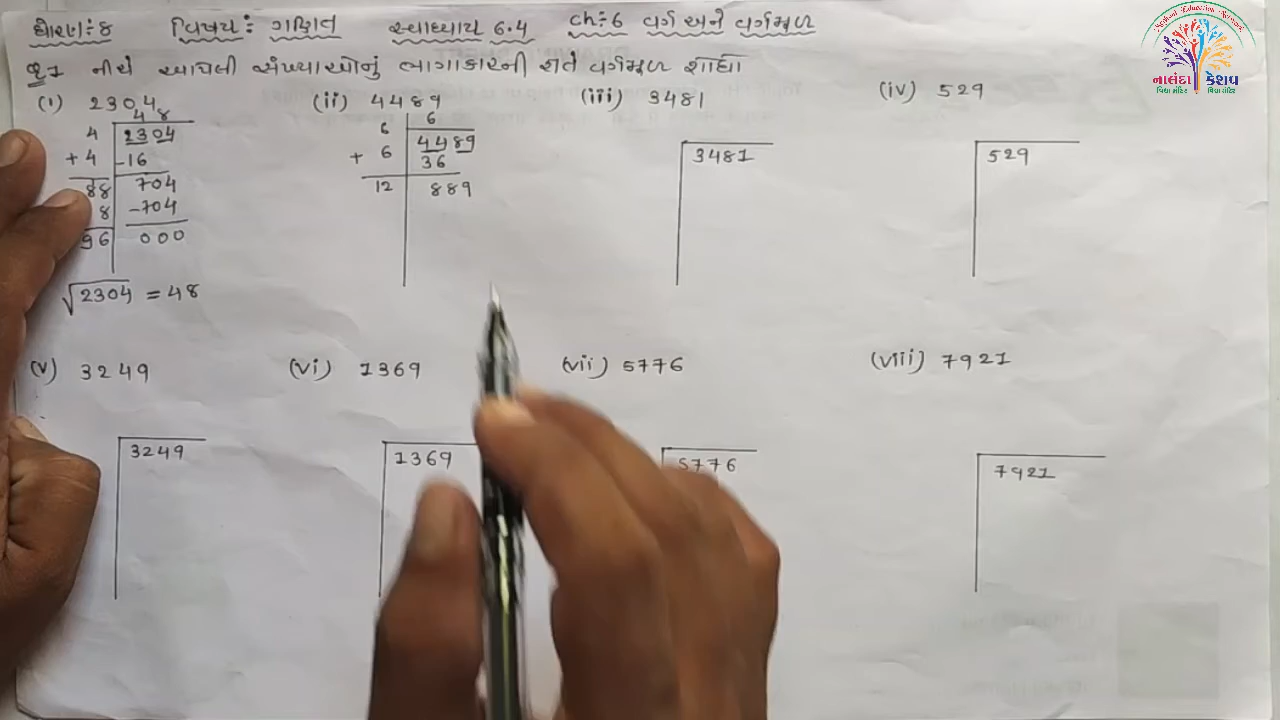 ધોરણ:૪ વિષય: ગણિત સ્વાધ્યાય 6.4 Ch:6 વર્ગ અને વર્ગમૂળ
પ્ર1 નીચે આપેલી સંખ્યાઓનું ભાગાકારની રીતે વર્ગમૂળ શોધો
(i) 2304 (ii) 4489 (iii) 3481 (iv) 529
48
4 2304
+4 -16
88 704
8 -704
96 000
√2304 = 48
6
6 4489
+ 6 36
12 889
3481
529
(v) 3249 (vi) 1369 (vii) 5776 (viii) 7921
3249 1369 5776 7921
નાલંદા કેશવ
વિદ્યા મંદિર વિદ્યા મંદિર